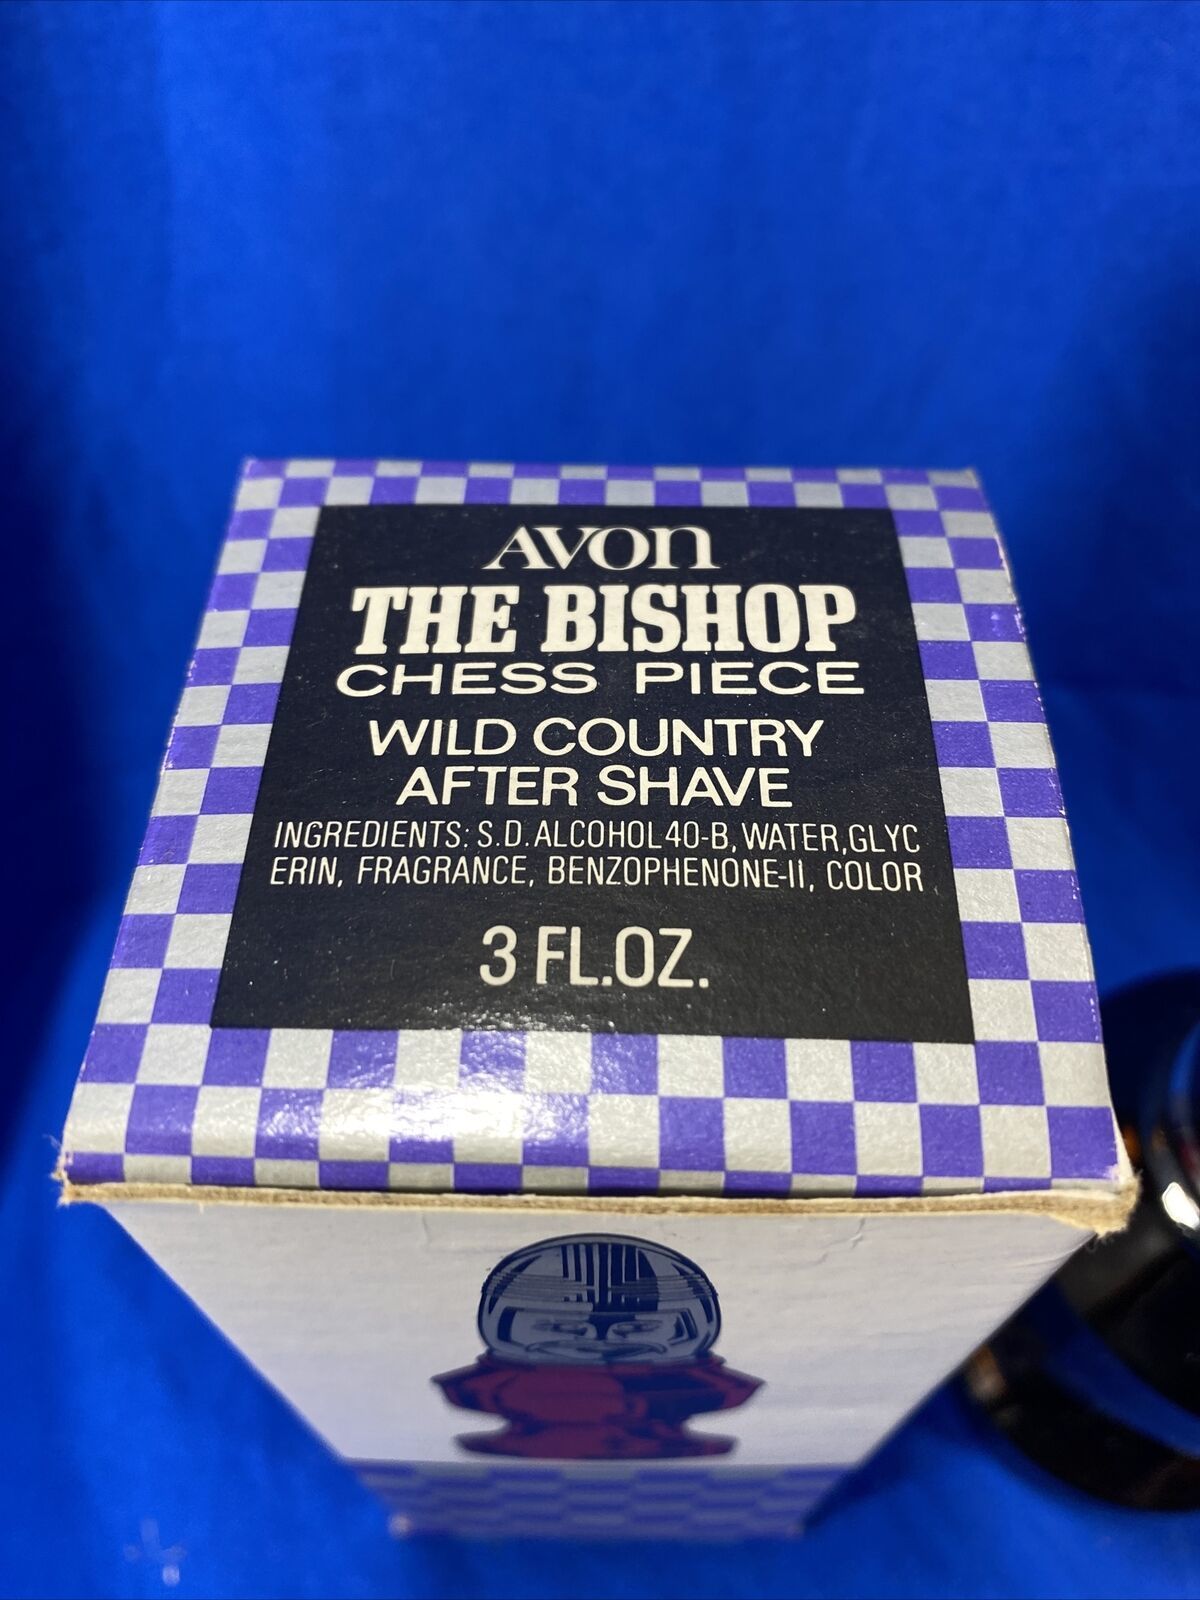 AVON
THE BISHOP
CHESS PIECE
WILD COUNTRY
AFTER SHAVE
INGREDIENTS: S.D. ALCOHOL 40-B, WATER, GLYC
ERIN, FRAGRANCE, BENZOPHENONE-II, COLOR
3 FL.OZ.